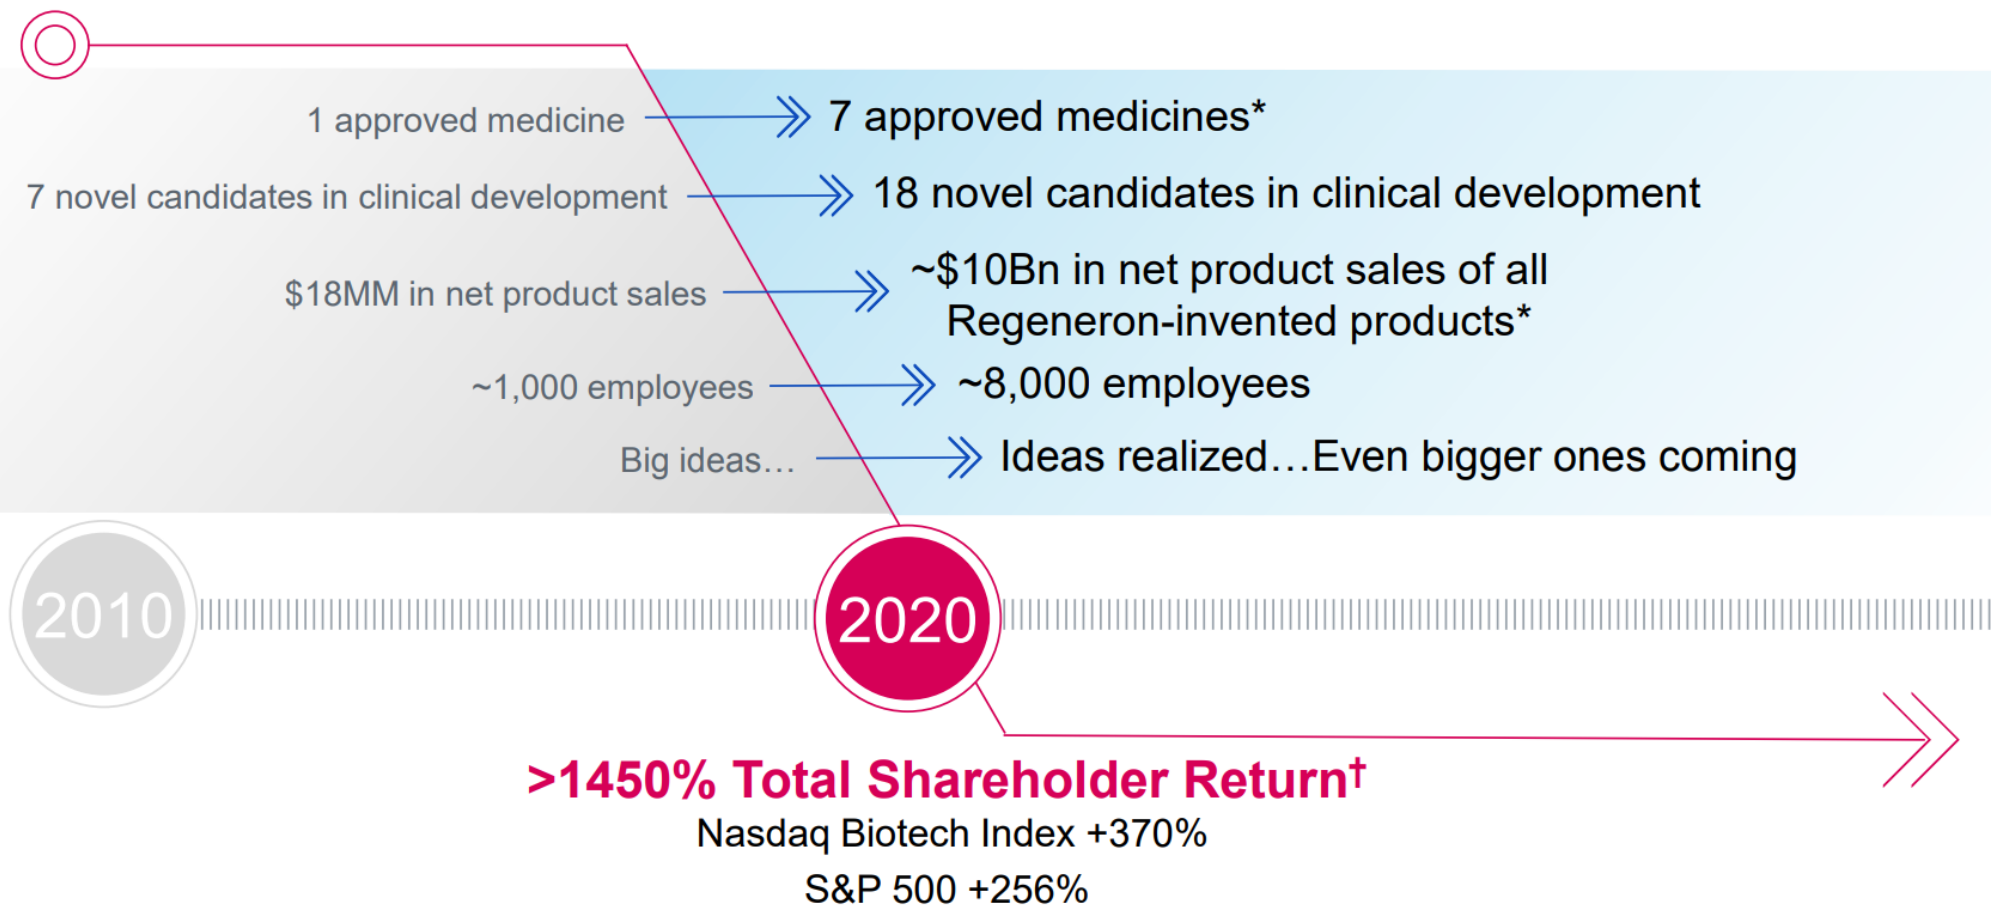 1 approved medicine
7 approved medicines*
7 novel candidates in clinical development
18 novel candidates in clinical development
$18MM in net product sales
~$10Bn in net product sales of all
Regeneron-invented products*
~1,000 employees
~8,000 employees
Big ideas…
Ideas realized…Even bigger ones coming
2010
2020
>1450% Total Shareholder Return†
Nasdaq Biotech Index +370%
S&P 500 +256%